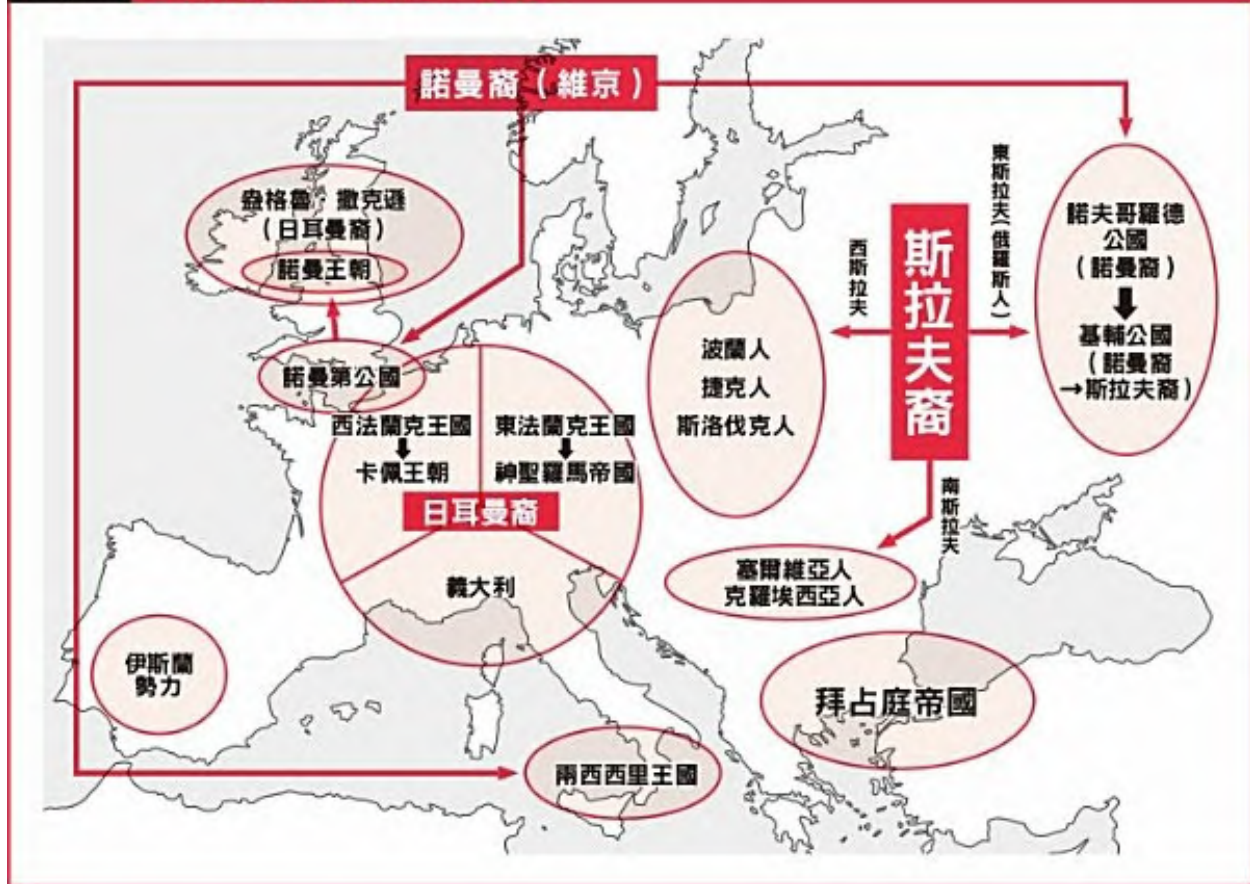 諾曼裔（維京）
盎格魯 撒克遜
（日耳曼裔）
諾曼王朝
諾曼第公國
西法蘭克王國
卡佩王朝
東法蘭克王國
神聖羅馬帝國
日耳曼裔
義大利
伊斯蘭
勢力
兩西西里王國
波蘭人
捷克人
斯洛伐克人
西斯拉夫
斯拉夫裔
東斯拉夫（俄羅斯人）
諾夫哥羅德
公國
（諾曼裔）
基輔公國
（諾曼裔
→斯拉夫裔）
南斯拉夫
塞爾維亞人
克羅埃西亞人
拜占庭帝國